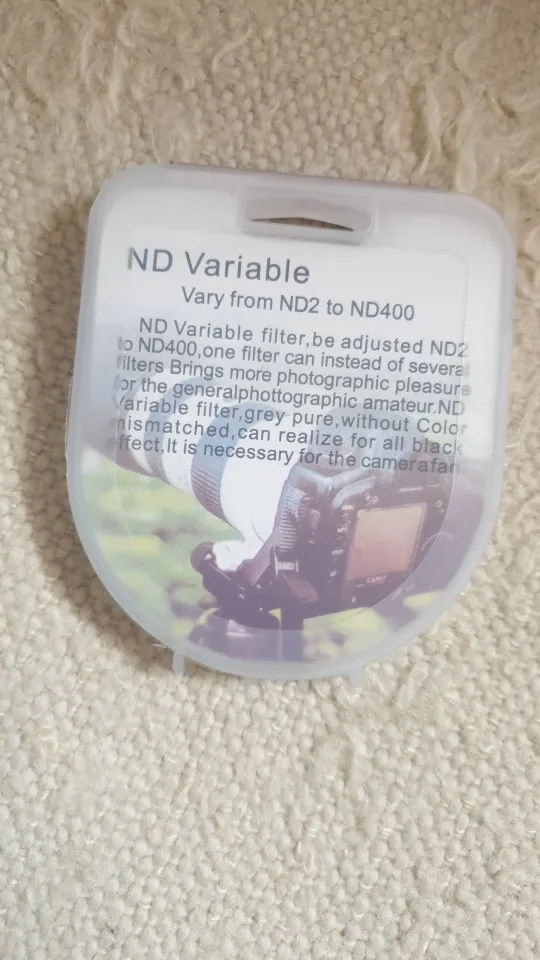 ND Variable
Vary from ND2 to ND400
ND Variable filter,be adjusted ND2
to ND400,one filter can instead of several
filters Brings more photographic pleasure
for the generalphottographic amateur.ND
Variable filter,grey pure,without Color
mismatched,can realize for all black
effect,It is necessary for the camerafan